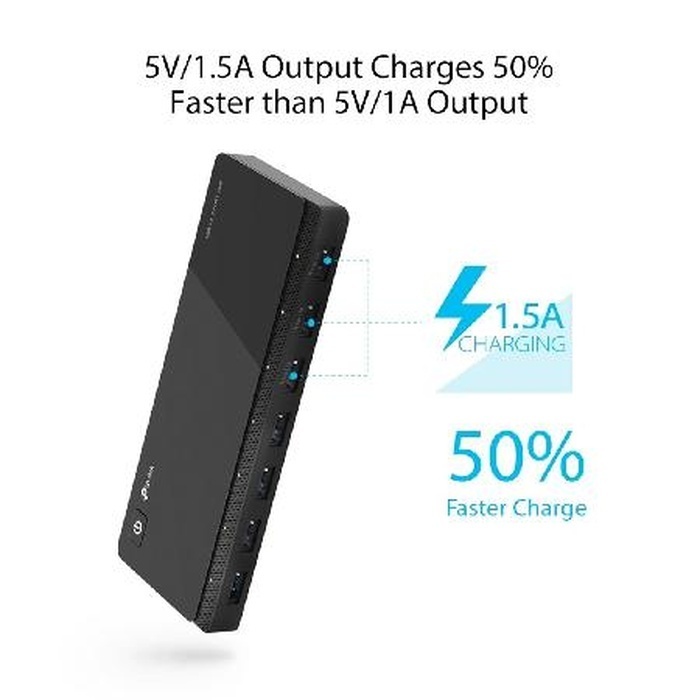 5V/1.5A Output Charges 50%
Faster than 5V/1A Output
1.5A
CHARGING
50%
Faster Charge